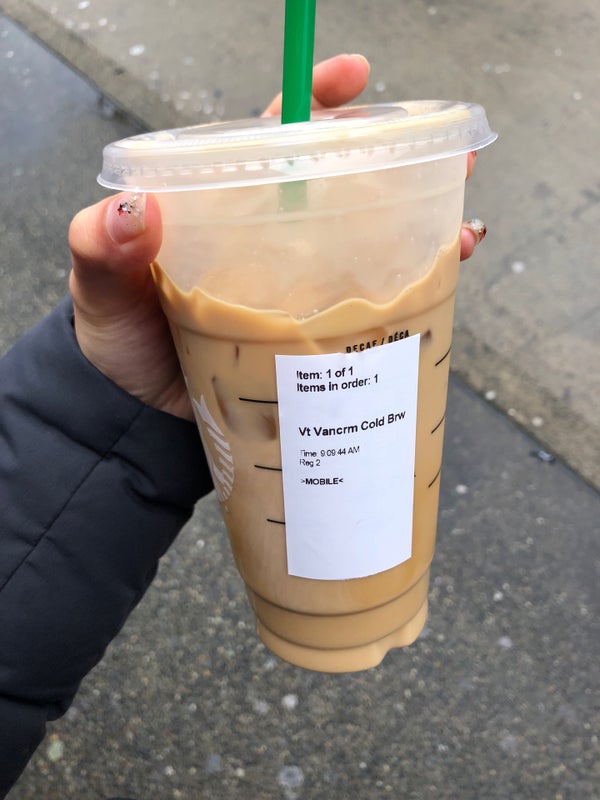 DECAF / DÉCA
Item: 1 of 1
Items in order: 1
Vt Vancrm Cold Brw
Time: 9:09:44 AM
Reg 2
>MOBILE<